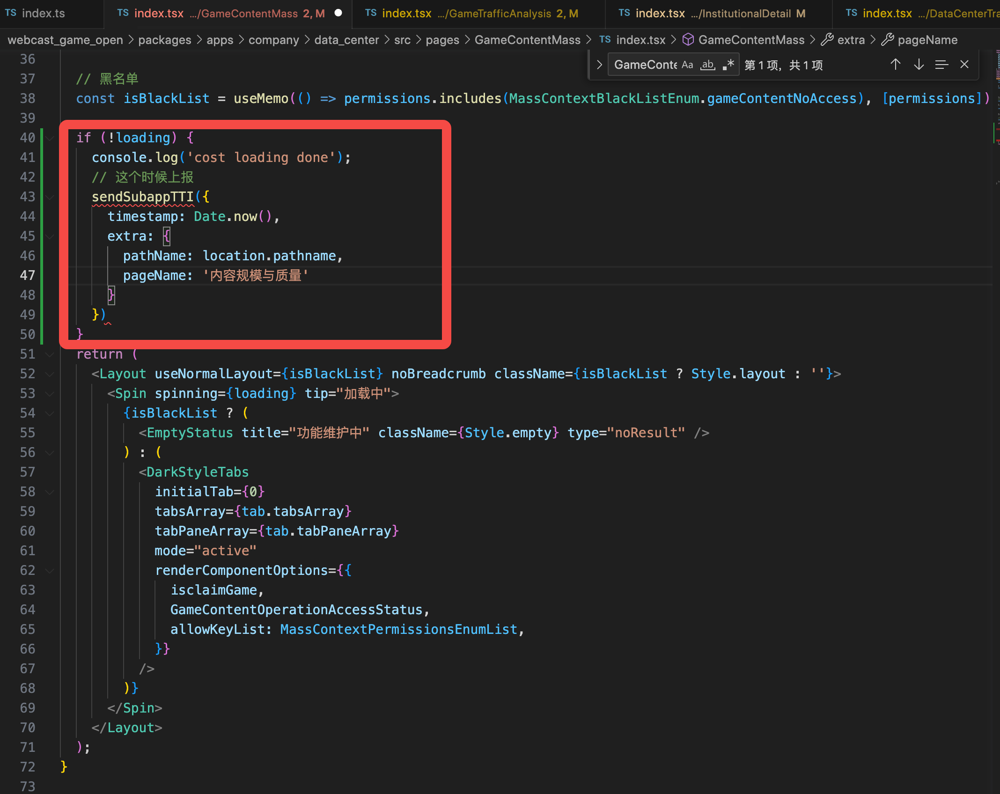 TS index.ts
TS index.tsx .../GameContentMass 2, M
TS index.tsx .../GameTrafficAnalysis 2, M
TS index.tsx .../InstitutionalDetail M
TS index.tsx .../DataCenterTra
webcast_game_open > packages > apps > company > data_center > src > pages > GameContentMass > TS index.tsx > GameContentMass > extra > pageName
GameConte Aa ab .* 第 1 项，共 1 项
36
37 // 黑名单
38 const isBlackList = useMemo(() => permissions.includes(MassContextBlackListEnum.gameContentNoAccess), [permissions])
39
40 if (!loading) {
41 console.log('cost loading done');
42 // 这个时候上报
43 sendSubappTTI({
44 timestamp: Date.now(),
45 extra: {
46 pathName: location.pathname,
47 pageName: '内容规模与质量'
48 }
49 })
50 }
51 return (
52 <Layout useNormalLayout={isBlackList} noBreadcrumb className={isBlackList ? Style.layout : ''}>
53 <Spin spinning={loading} tip="加载中">
54 {isBlackList ? (
55 <EmptyStatus title="功能维护中" className={Style.empty} type="noResult" />
56 ) : (
57 <DarkStyleTabs
58 initialTab={0}
59 tabsArray={tab.tabsArray}
60 tabPaneArray={tab.tabPaneArray}
61 mode="active"
62 renderComponentOptions={{
63 isclaimGame,
64 GameContentOperationAccessStatus,
65 allowKeyList: MassContextPermissionsEnumList,
66 }}
67 />
68 )}
69 </Spin>
70 </Layout>
71 );
72 }
73